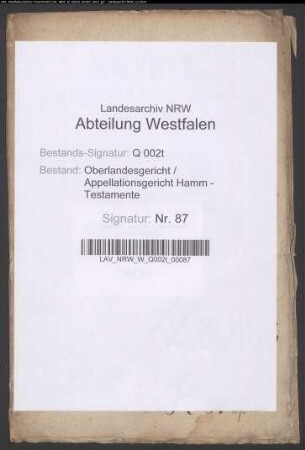 Landesarchiv NRW
Abteilung Westfalen
Bestands-Signatur: Q 002t
Bestand: Oberlandesgericht /
Appellationsgericht Hamm -
Testamente
Signatur: Nr. 87
LAV_NRW_W_Q002t_00087